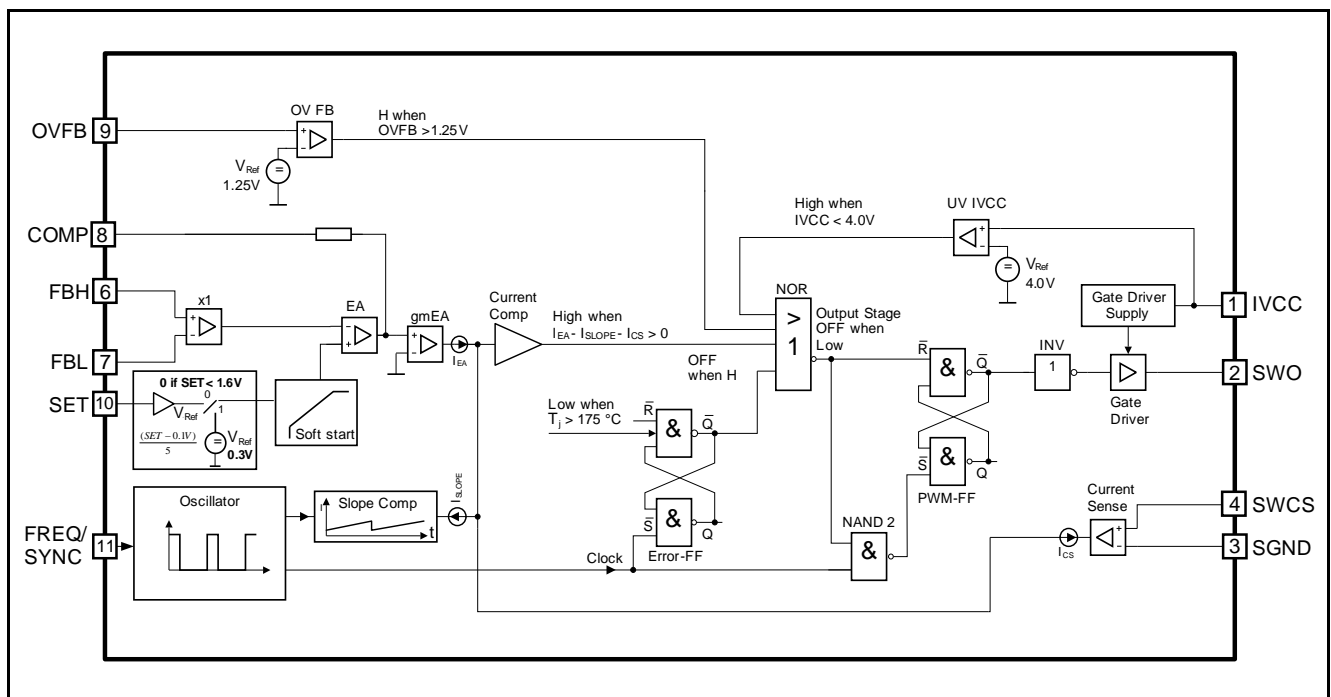 OV FB
OVFB
9
H when
OVFB >1.25V
+
−
=
VRef
1.25V
High when
IVCC < 4.0V
UV IVCC
+
−
=
VRef
4.0V
COMP
8
FBH
6
x1
+
−
FBL
7
EA
−
+
gmEA
+
−
IEA
Current
Comp
High when
IEA - ISLOPE - ICS > 0
NOR
>
1
Output Stage
OFF when
Low
OFF
when H
Gate Driver
Supply
1
IVCC
R̅
&
Q̅
INV
1
Gate
Driver
2
SWO
S̅
&
Q
PWM-FF
SET
10
0 if SET < 1.6V
VRef
0
1
(SET − 0.1V)
5
=
VRef
0.3V
Soft start
Low when
Tj > 175 °C
R̅
&
Q̅
S̅
&
Q
Error-FF
FREQ/
SYNC
11
Oscillator
Slope Comp
I
t
ISLOPE
Clock
NAND 2
&
Current
Sense
+
−
ICS
4
SWCS
3
SGND